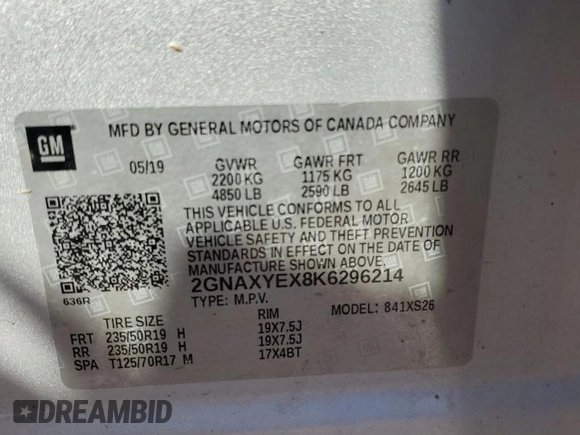 GM
MFD BY GENERAL MOTORS OF CANADA COMPANY
05/19 GVWR GAWR FRT GAWR RR
2200 KG 1175 KG 1200 KG
4850 LB 2590 LB 2645 LB
THIS VEHICLE CONFORMS TO ALL
APPLICABLE U.S. FEDERAL MOTOR
VEHICLE SAFETY AND THEFT PREVENTION
STANDARDS IN EFFECT ON THE DATE OF
MANUFACTURE SHOWN ABOVE.
636R
2GNAXYEX8K6296214
TYPE: M.P.V. MODEL: 841XS26
TIRE SIZE RIM
FRT 235/50R19 H 19X7.5J
RR 235/50R19 H 19X7.5J
SPA T125/70R17 M 17X4BT
DREAMBID